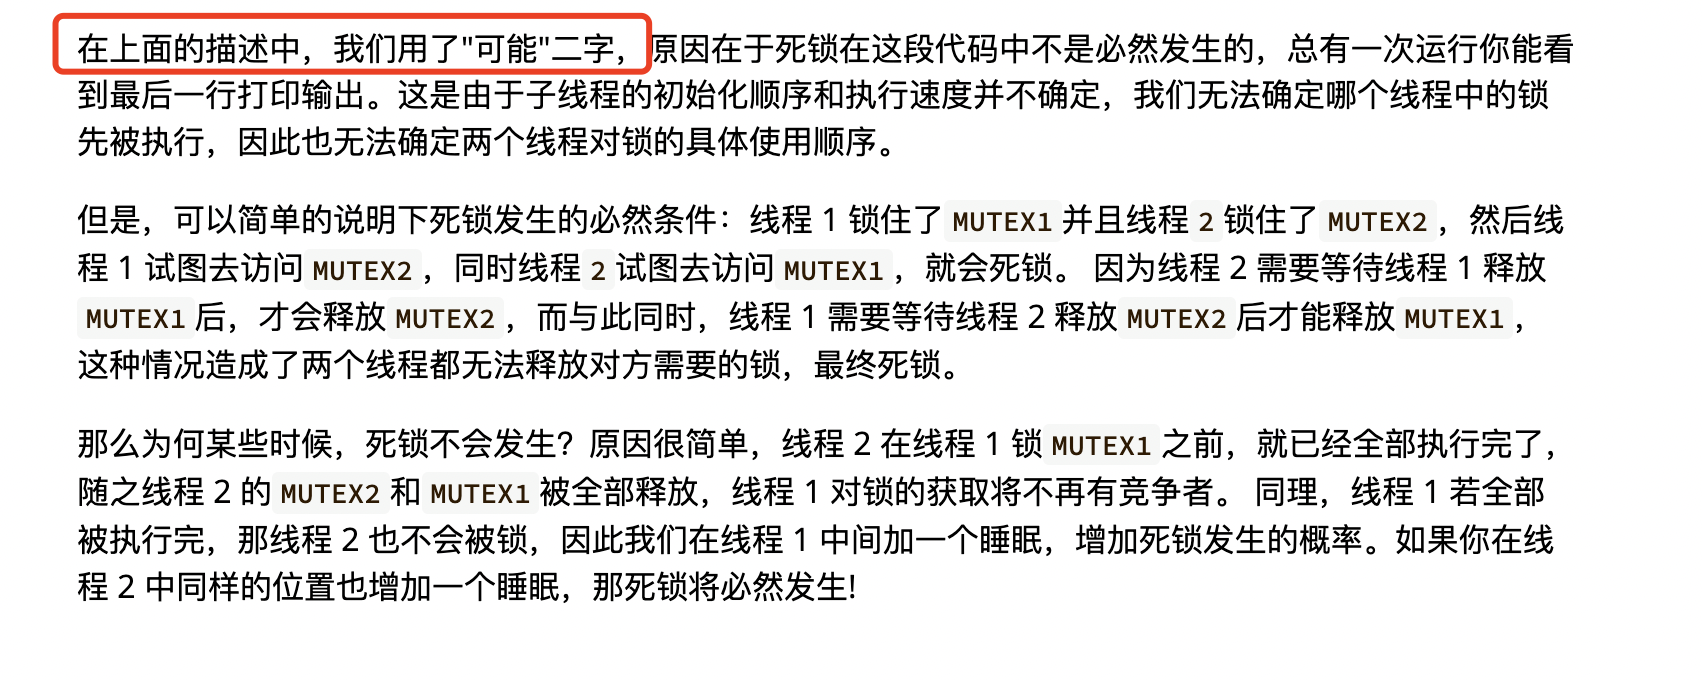 在上面的描述中，我们用了"可能"二字，原因在于死锁在这段代码中不是必然发生的，总有一次运行你能看
到最后一行打印输出。这是由于子线程的初始化顺序和执行速度并不确定，我们无法确定哪个线程中的锁
先被执行，因此也无法确定两个线程对锁的具体使用顺序。
但是，可以简单的说明下死锁发生的必然条件：线程 1 锁住了 MUTEX1 并且线程 2 锁住了 MUTEX2 ，然后线
程 1 试图去访问 MUTEX2 ，同时线程 2 试图去访问 MUTEX1 ，就会死锁。 因为线程 2 需要等待线程 1 释放
MUTEX1 后，才会释放 MUTEX2 ，而与此同时，线程 1 需要等待线程 2 释放 MUTEX2 后才能释放 MUTEX1 ，
这种情况造成了两个线程都无法释放对方需要的锁，最终死锁。
那么为何某些时候，死锁不会发生？原因很简单，线程 2 在线程 1 锁 MUTEX1 之前，就已经全部执行完了，
随之线程 2 的 MUTEX2 和 MUTEX1 被全部释放，线程 1 对锁的获取将不再有竞争者。 同理，线程 1 若全部
被执行完，那线程 2 也不会被锁，因此我们在线程 1 中间加一个睡眠，增加死锁发生的概率。如果你在线
程 2 中同样的位置也增加一个睡眠，那死锁将必然发生!